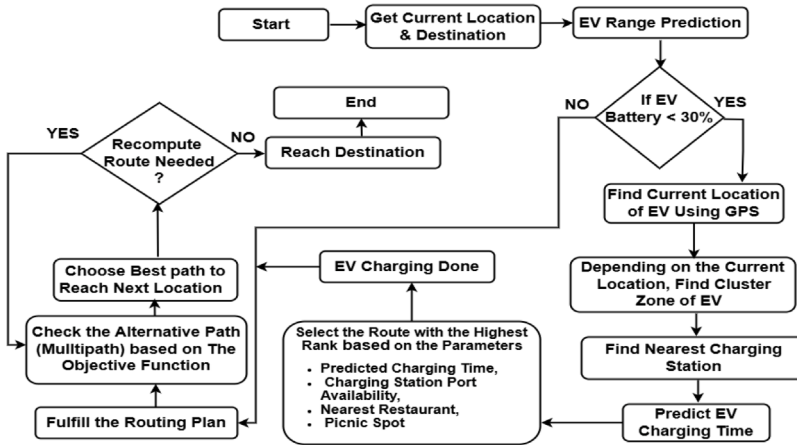 Start
Get Current Location
& Destination
EV Range Prediction
If EV
Battery < 30%
NO
YES
End
YES
Recompute
Route Needed
?
NO
Reach Destination
Find Current Location
of EV Using GPS
Choose Best path to
Reach Next Location
EV Charging Done
Depending on the Current
Location, Find Cluster
Zone of EV
Check the Alternative Path
(Mulltipath) based on The
Objective Function
Select the Route with the Highest
Rank based on the Parameters
• Predicted Charging Time,
• Charging Station Port
Availability,
• Nearest Restaurant,
• Picnic Spot
Find Nearest Charging
Station
Fulfill the Routing Plan
Predict EV
Charging Time